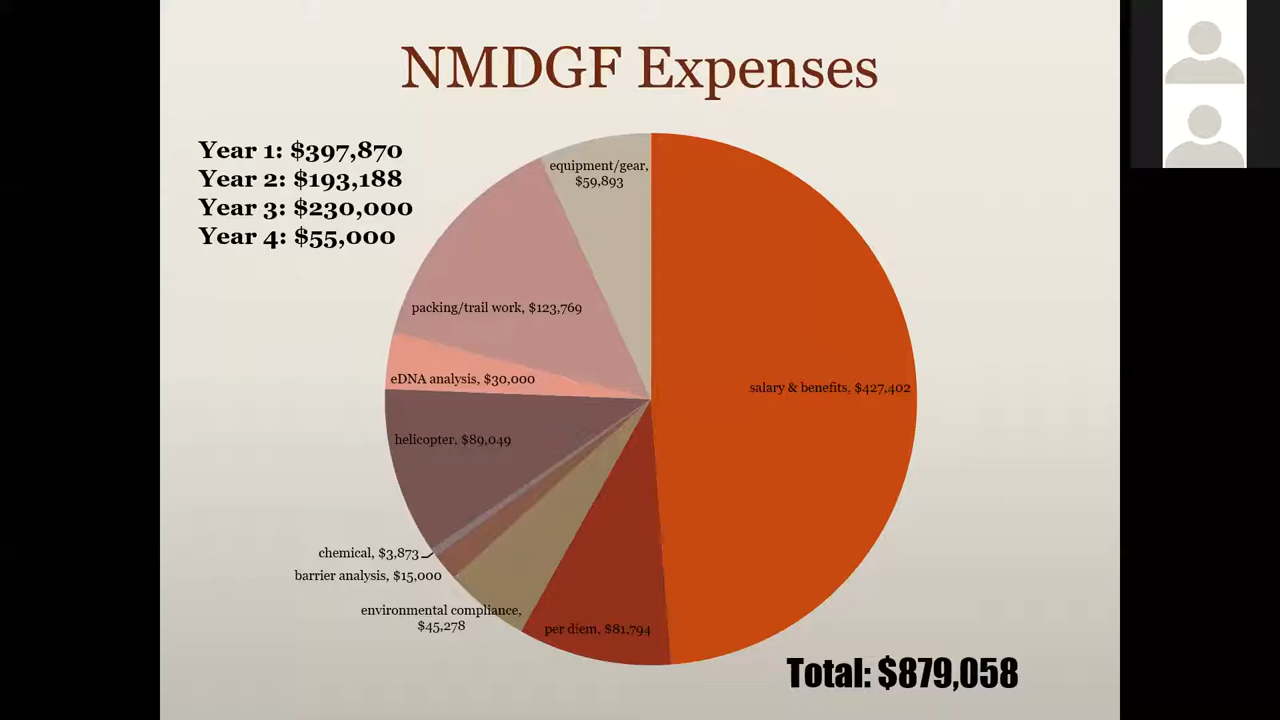 NMDGF Expenses
Year 1: $397,870
Year 2: $193,188
Year 3: $230,000
Year 4: $55,000
equipment/gear,
$59,893
packing/trail work, $123,769
eDNA analysis, $30,000
salary & benefits, $427,402
helicopter, $89,049
chemical, $3,873
barrier analysis, $15,000
environmental compliance,
$45,278
per diem, $81,794
Total: $879,058